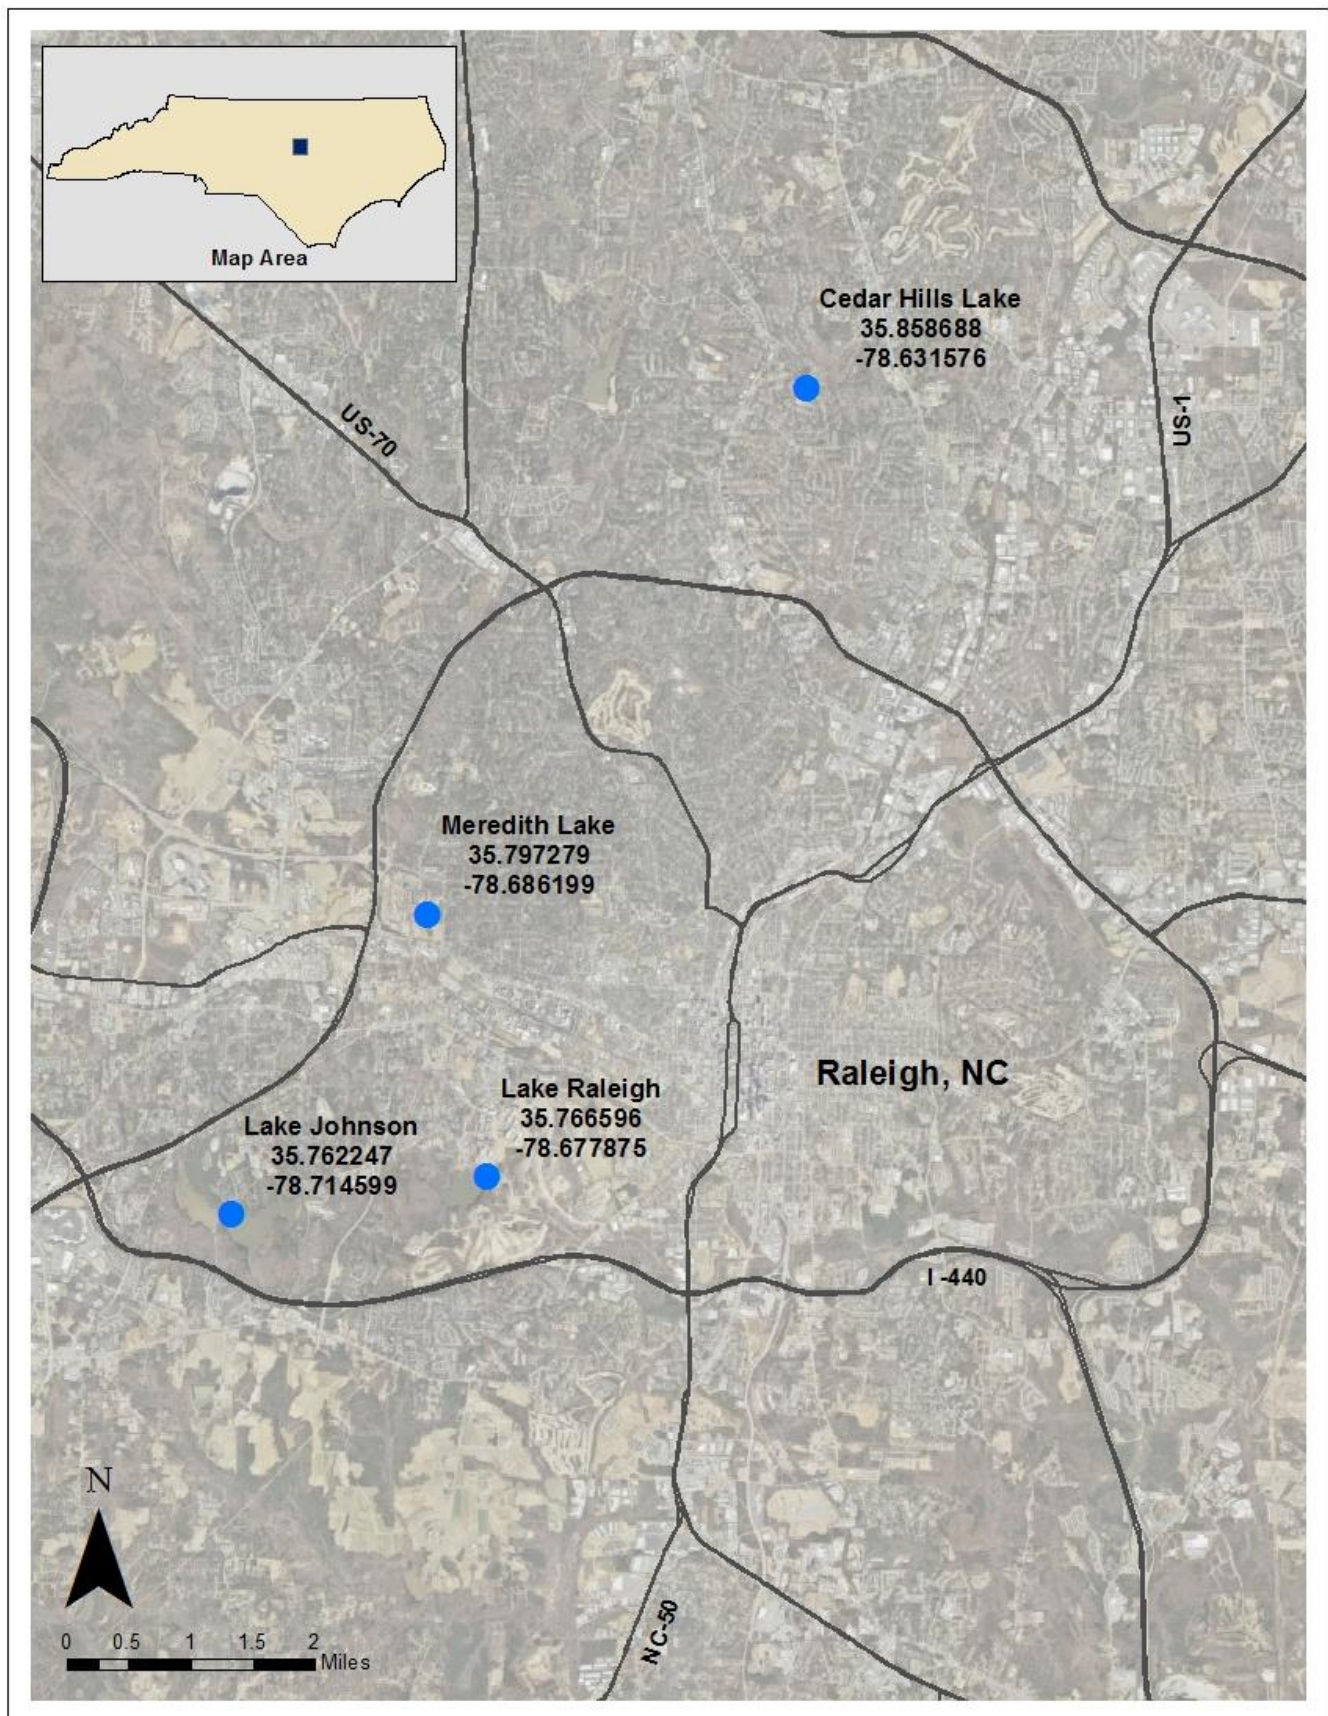 Map Area
Cedar Hills Lake
35.858688
-78.631576
US-70
US-1
Meredith Lake
35.797279
-78.686199
Raleigh, NC
Lake Raleigh
35.766596
-78.677875
Lake Johnson
35.762247
-78.714599
I -440
N
NC-50
0 0.5 1 1.5 2
Miles